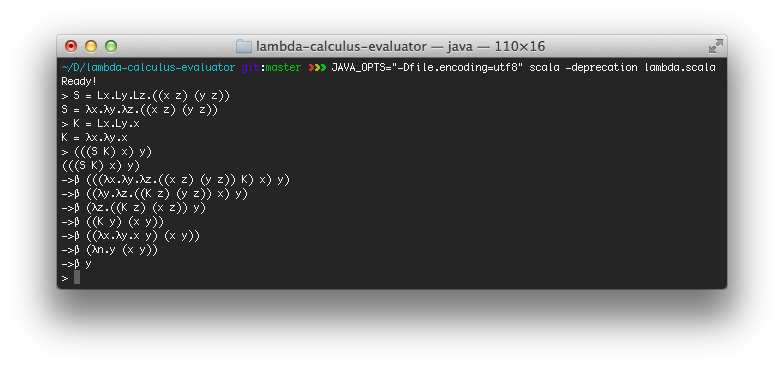 lambda-calculus-evaluator — java — 110×16
~/D/lambda-calculus-evaluator git:master ❯❯❯ JAVA_OPTS="-Dfile.encoding=utf8" scala -deprecation lambda.scala
Ready!
> S = Lx.Ly.Lz.((x z) (y z))
S = λx.λy.λz.((x z) (y z))
> K = Lx.Ly.x
K = λx.λy.x
> (((S K) x) y)
(((S K) x) y)
->β (((λx.λy.λz.((x z) (y z)) K) x) y)
->β ((λy.λz.((K z) (y z)) x) y)
->β (λz.((K z) (x z)) y)
->β ((K y) (x y))
->β ((λx.λy.x y) (x y))
->β (λn.y (x y))
->β y
>